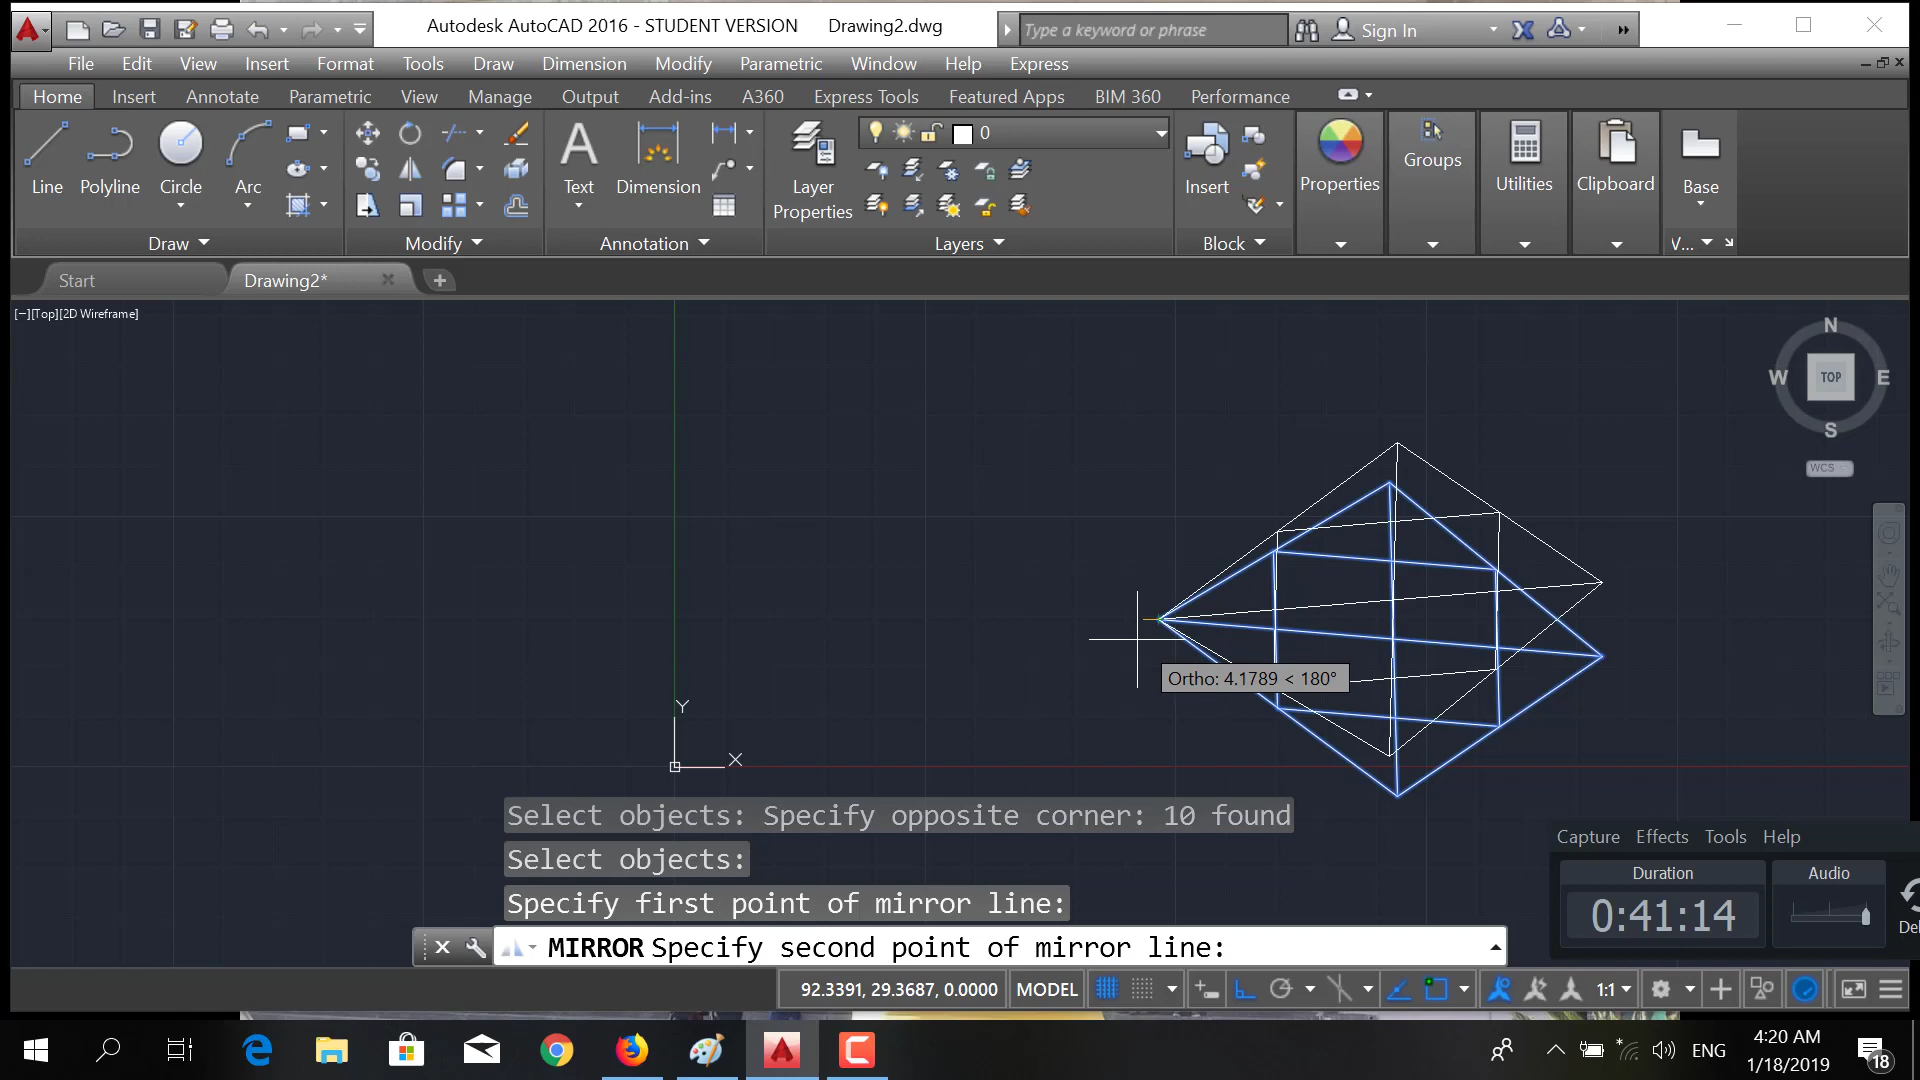 Autodesk AutoCAD 2016 - STUDENT VERSION Drawing2.dwg
Type a keyword or phrase
Sign In
File Edit View Insert Format Tools Draw Dimension Modify Parametric Window Help Express
Home Insert Annotate Parametric View Manage Output Add-ins A360 Express Tools Featured Apps BIM 360 Performance
0
Line Polyline Circle Arc
Text Dimension
Layer
Properties
Insert
Properties
Groups
Utilities
Clipboard
Base
Draw Modify Annotation Layers Block V...
Start Drawing2*
[−][Top][2D Wireframe]
N
W TOP E
S
WCS
Ortho: 4.1789 < 180°
Y
X
Select objects: Specify opposite corner: 10 found
Select objects:
Specify first point of mirror line:
MIRROR Specify second point of mirror line:
Capture Effects Tools Help
Duration Audio
0:41:14
Del
92.3391, 29.3687, 0.0000 MODEL 1:1
ENG
4:20 AM
1/18/2019
18